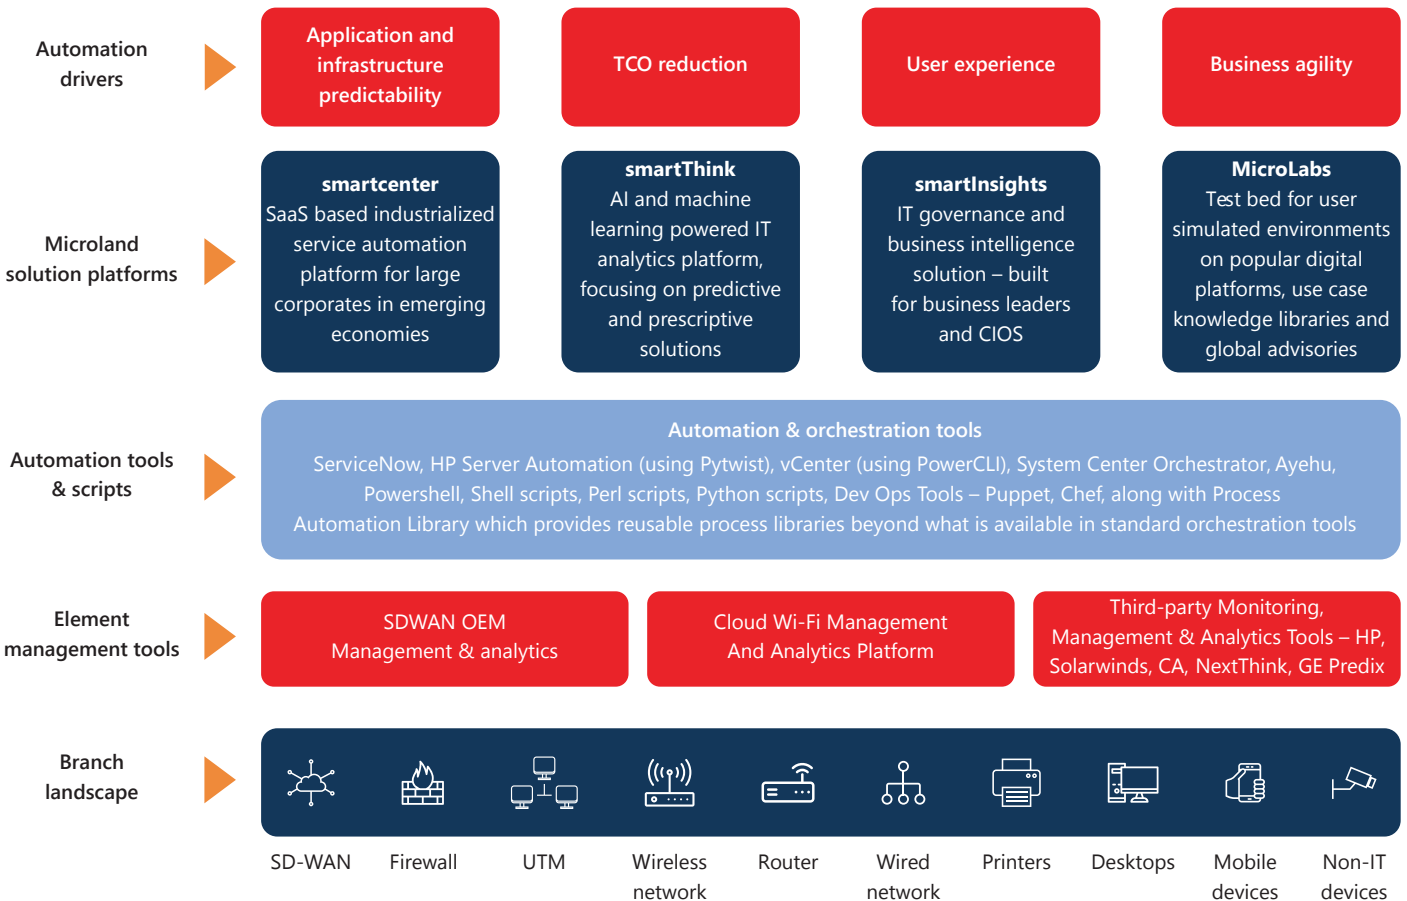 Automation
drivers
Application and
infrastructure
predictability
TCO reduction
User experience
Business agility
Microland
solution platforms
smartcenter
SaaS based industrialized
service automation
platform for large
corporates in emerging
economies
smartThink
AI and machine
learning powered IT
analytics platform,
focusing on predictive
and prescriptive
solutions
smartInsights
IT governance and
business intelligence
solution – built
for business leaders
and CIOS
MicroLabs
Test bed for user
simulated environments
on popular digital
platforms, use case
knowledge libraries and
global advisories
Automation tools
& scripts
Automation & orchestration tools
ServiceNow, HP Server Automation (using Pytwist), vCenter (using PowerCLI), System Center Orchestrator, Ayehu,
Powershell, Shell scripts, Perl scripts, Python scripts, Dev Ops Tools – Puppet, Chef, along with Process
Automation Library which provides reusable process libraries beyond what is available in standard orchestration tools
Element
management tools
SDWAN OEM
Management & analytics
Cloud Wi-Fi Management
And Analytics Platform
Third-party Monitoring,
Management & Analytics Tools – HP,
Solarwinds, CA, NextThink, GE Predix
Branch
landscape
SD-WAN
Firewall
UTM
Wireless
network
Router
Wired
network
Printers
Desktops
Mobile
devices
Non-IT
devices